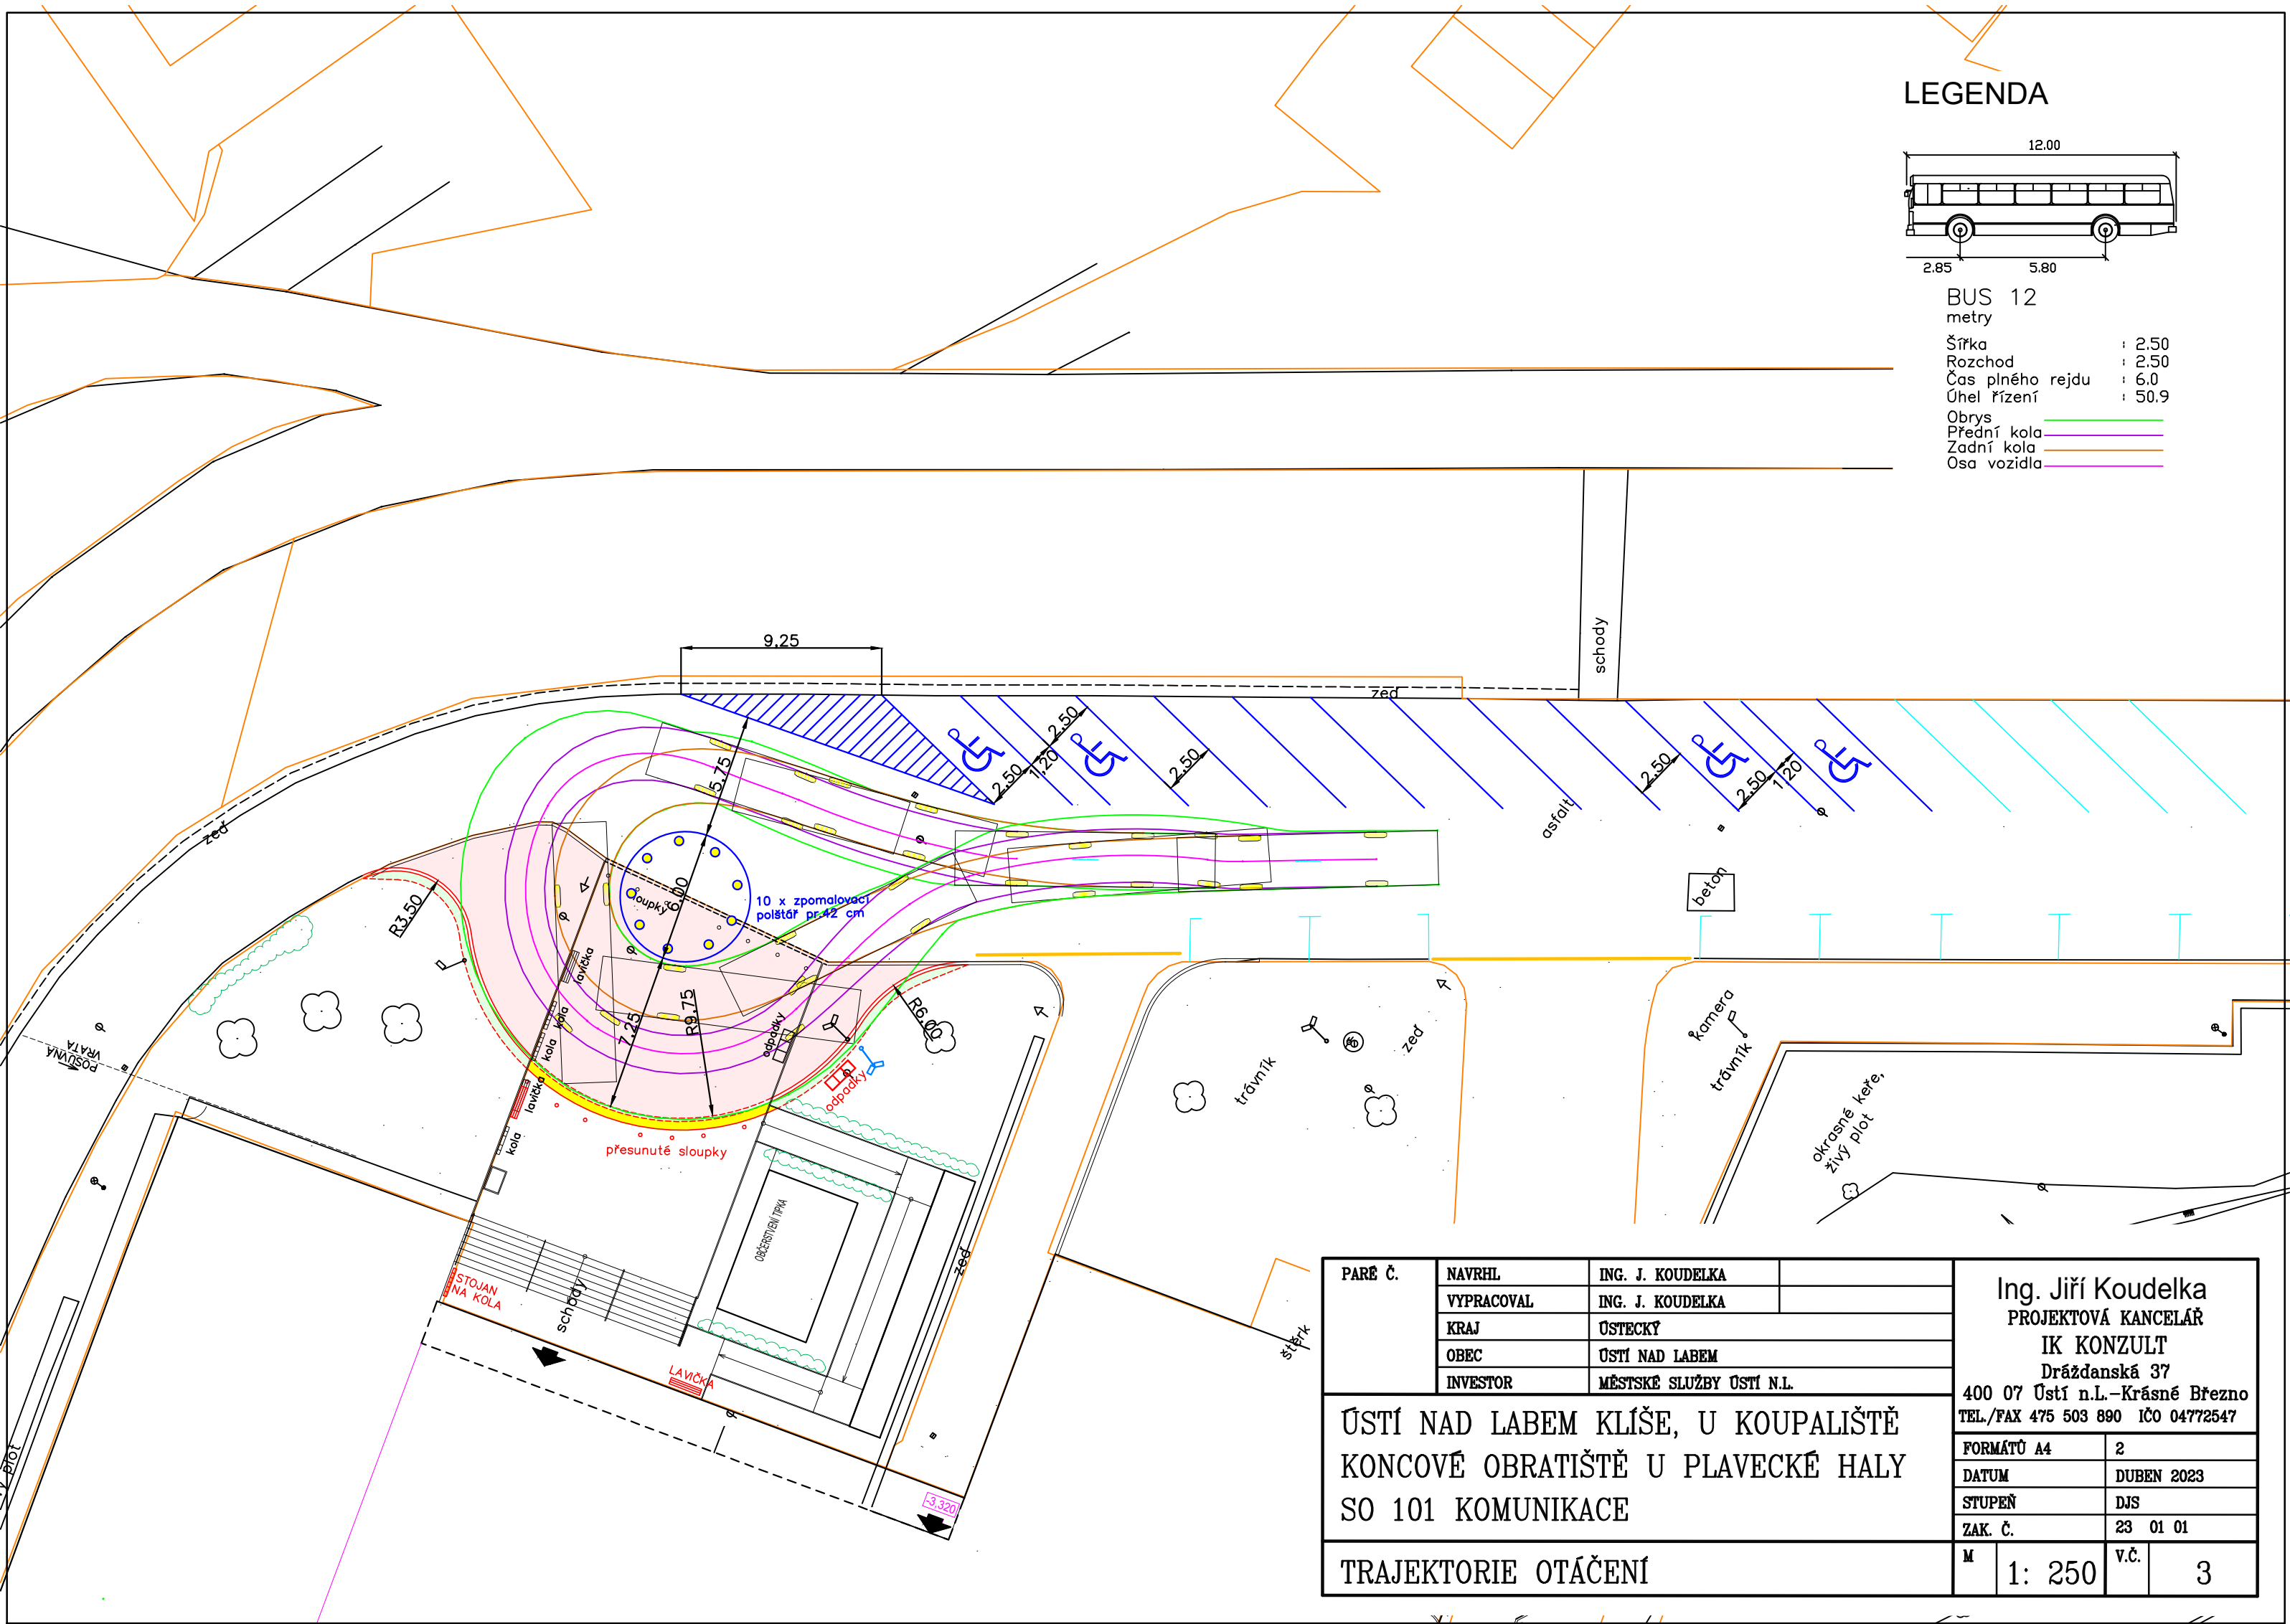 LEGENDA
12.00
2.85
5.80
BUS 12
metry
Šířka : 2.50
Rozchod : 2.50
Čas plného rejdu : 6.0
Úhel řízení : 50.9
Obrys
Přední kola
Zadní kola
Osa vozidla
schody
9.25
zeď
2.50
1.20
2.50
2.50
2.50
2.50
1.20
5.75
asfalt
zeď
beton
6.00
sloupky
10 x zpomalovací
polštář pr.42 cm
R3.50
lavička
kola
kola
7.25
R9.75
R6.00
odpadky
odpadky
lavička
kola
přesunuté sloupky
POSUVNÁ
VRATA
kamera
trávník
zeď
trávník
okrasné keře,
živý plot
OBČERSTVENÍ TIPKA
STOJAN
NA KOLA
schody
zeď
LAVIČKA
štěrk
-3.320
plot
PARÉ Č.
NAVRHL ING. J. KOUDELKA
VYPRACOVAL ING. J. KOUDELKA
KRAJ ÚSTECKÝ
OBEC ÚSTÍ NAD LABEM
INVESTOR MĚSTSKÉ SLUŽBY ÚSTÍ N.L.
Ing. Jiří Koudelka
PROJEKTOVÁ KANCELÁŘ
IK KONZULT
Drážďanská 37
400 07 Ústí n.L.-Krásné Březno
TEL./FAX 475 503 890 IČO 04772547
ÚSTÍ NAD LABEM KLÍŠE, U KOUPALIŠTĚ
KONCOVÉ OBRATIŠTĚ U PLAVECKÉ HALY
SO 101 KOMUNIKACE
FORMÁTŮ A4 2
DATUM DUBEN 2023
STUPEŇ DJS
ZAK. Č. 23 01 01
TRAJEKTORIE OTÁČENÍ
M 1: 250 V.Č. 3